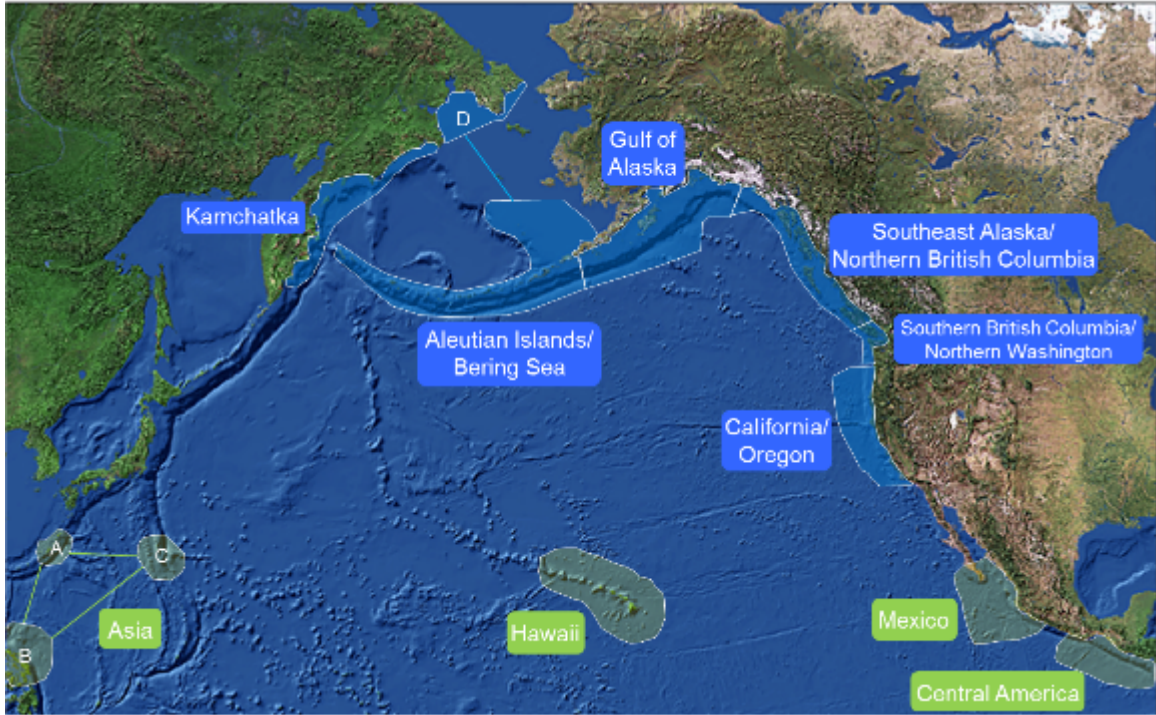 D
Gulf of
Alaska
Kamchatka
Southeast Alaska/
Northern British Columbia
Southern British Columbia/
Northern Washington
Aleutian Islands/
Bering Sea
California/
Oregon
A
C
Asia
B
Hawaii
Mexico
Central America